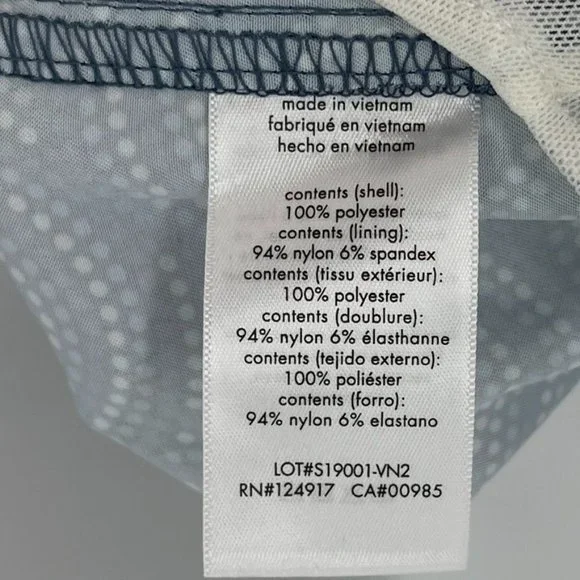 made in vietnam
fabriqué en vietnam
hecho en vietnam
contents (shell):
100% polyester
contents (lining):
94% nylon 6% spandex
contents (tissu extérieur):
100% polyester
contents (doublure):
94% nylon 6% élasthanne
contents (tejido externo):
100% poliéster
contents (forro):
94% nylon 6% elastano
LOT#S19001-VN2
RN#124917 CA#00985